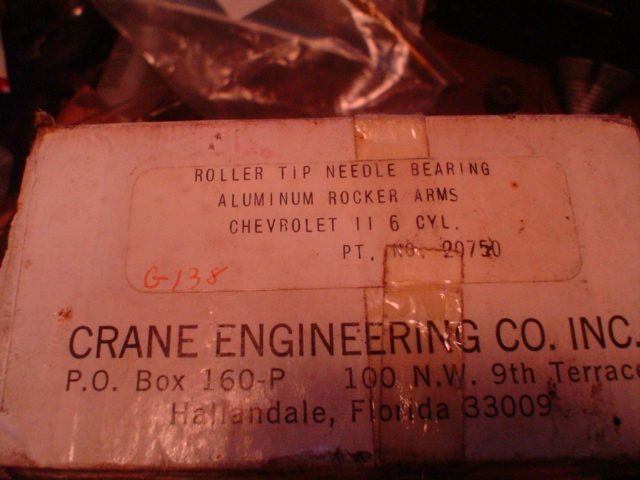 ROLLER TIP NEEDLE BEARING
ALUMINUM ROCKER ARMS
CHEVROLET II 6 CYL.
PT. NO. 20750
G-138
CRANE ENGINEERING CO. INC.
P.O. Box 160-P 100 N.W. 9th Terrace
Hallandale, Florida 33009